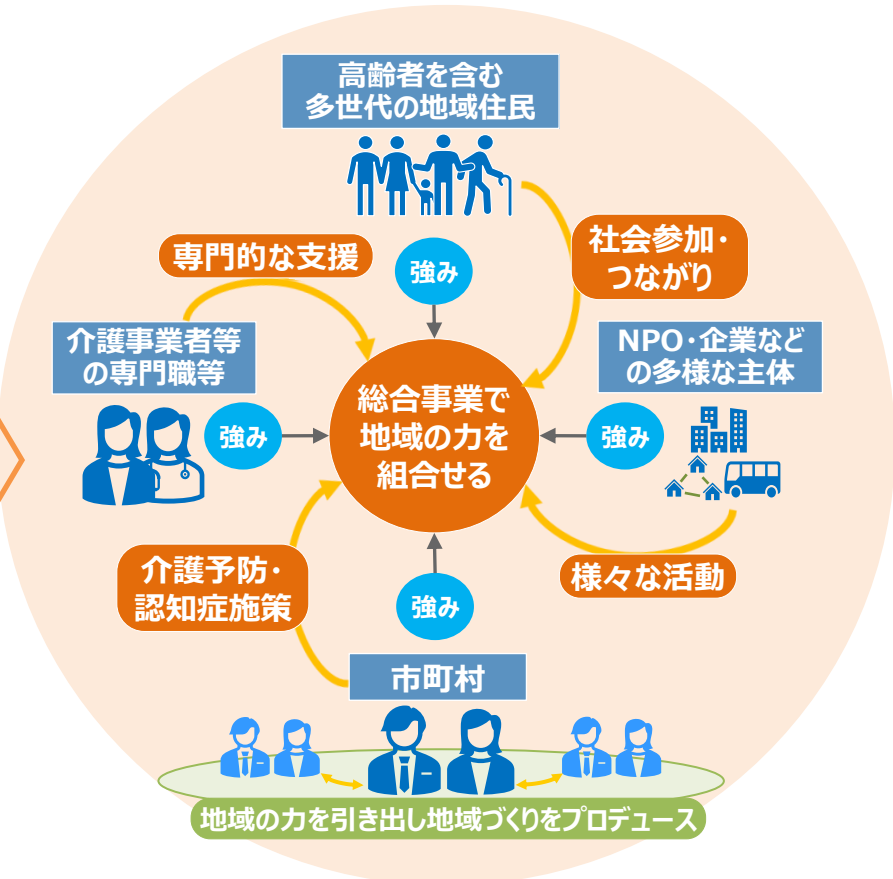 高齢者を含む
多世代の地域住民
専門的な支援
強み
社会参加・
つながり
介護事業者等
の専門職等
NPO・企業など
の多様な主体
強み
総合事業で
地域の力を
組合せる
強み
介護予防・
認知症施策
強み
様々な活動
市町村
地域の力を引き出し地域づくりをプロデュース